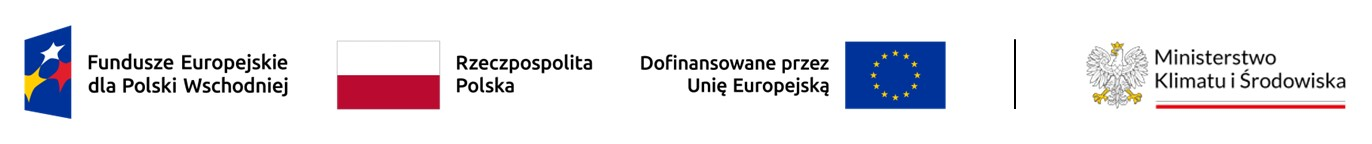 Fundusze Europejskie
dla Polski Wschodniej
Rzeczpospolita
Polska
Dofinansowane przez
Unię Europejską
Ministerstwo
Klimatu i Środowiska